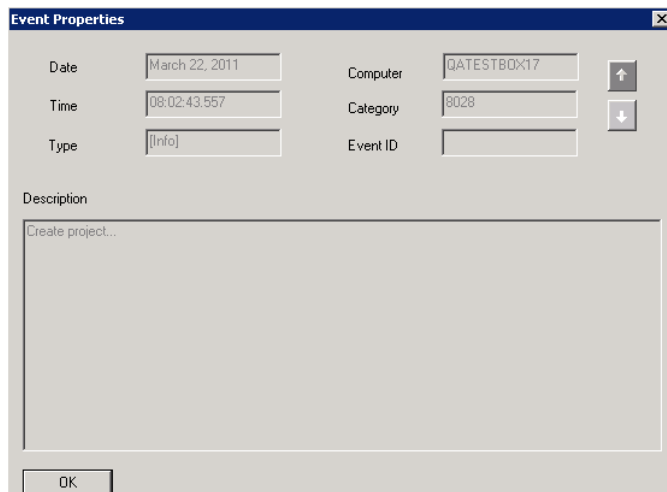 Event Properties
Date March 22, 2011 Computer QATESTBOX17
Time 08:02:43.557 Category 8028
Type [Info] Event ID
Description
Create project...
OK